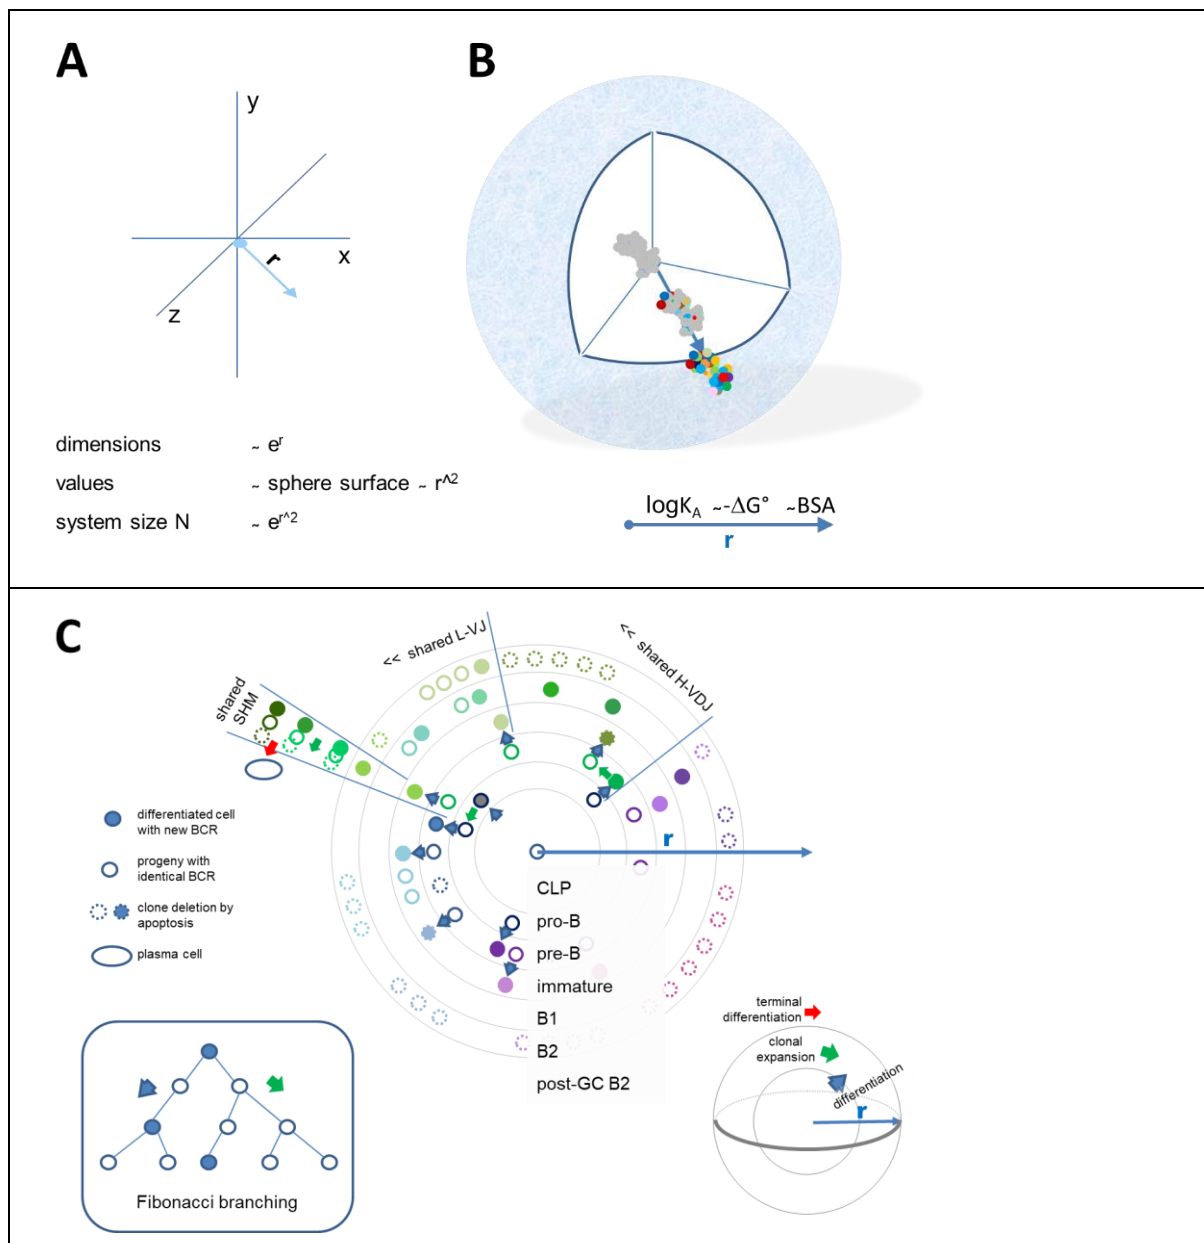 A
y
x
z
r
dimensions ~ e^r
values ~ sphere surface ~ r^2
system size N ~ e^r^2
B
logK_A ~-ΔG° ~BSA
r
C
<< shared L-VJ
<< shared H-VDJ
shared
SHM
differentiated cell
with new BCR
progeny with
identical BCR
clone deletion by
apoptosis
plasma cell
r
CLP
pro-B
pre-B
immature
B1
B2
post-GC B2
Fibonacci branching
terminal
differentiation
clonal
expansion
differentiation
r